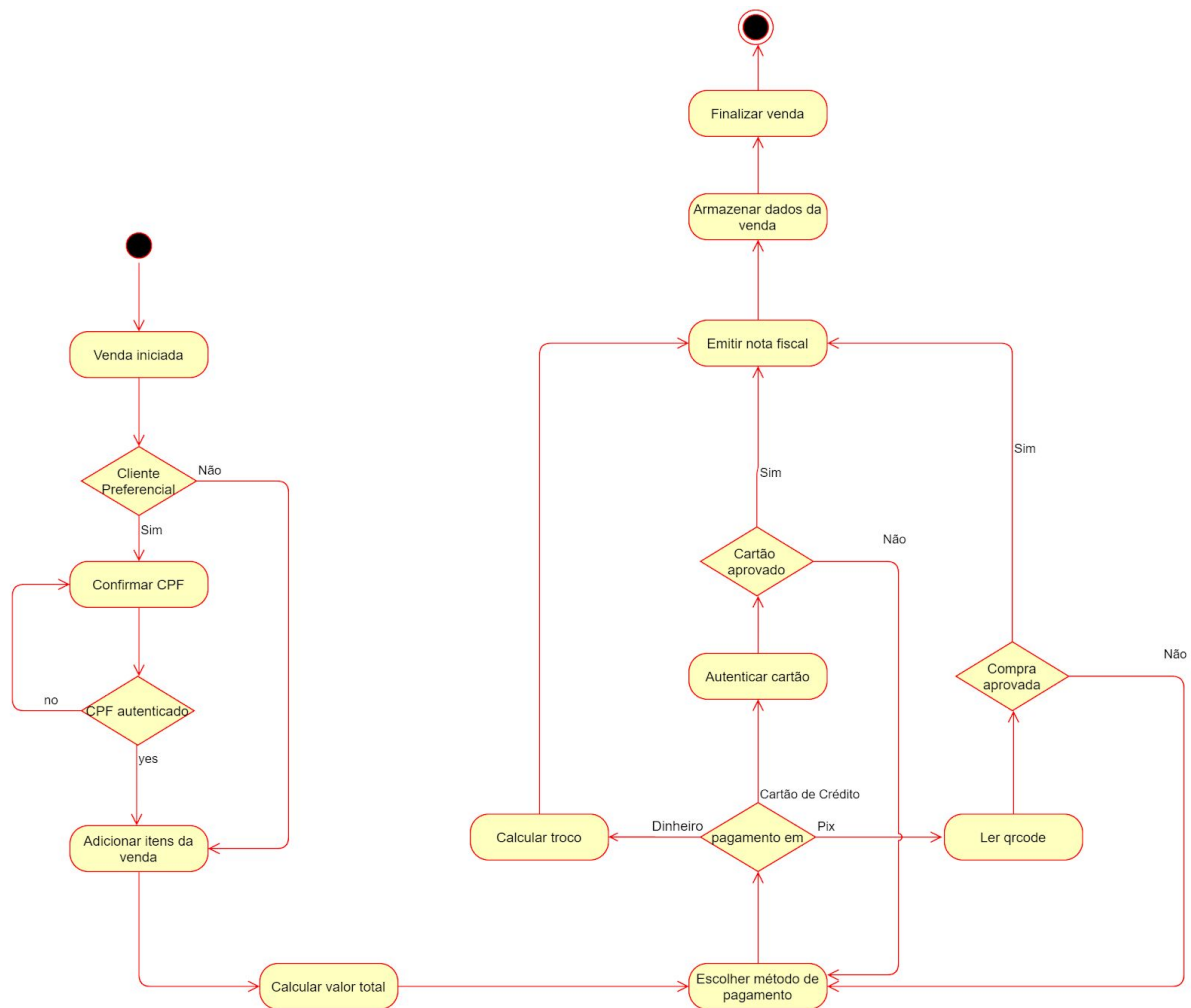 Finalizar venda
Armazenar dados da
venda
Venda iniciada
Emitir nota fiscal
Cliente
Preferencial
Não
Sim
Sim
Sim
Confirmar CPF
Cartão
aprovado
Não
Compra
aprovada
Não
Autenticar cartão
CPF autenticado
no
yes
Cartão de Crédito
Adicionar itens da
venda
Calcular troco
Dinheiro
pagamento em
Pix
Ler qrcode
Calcular valor total
Escolher método de
pagamento